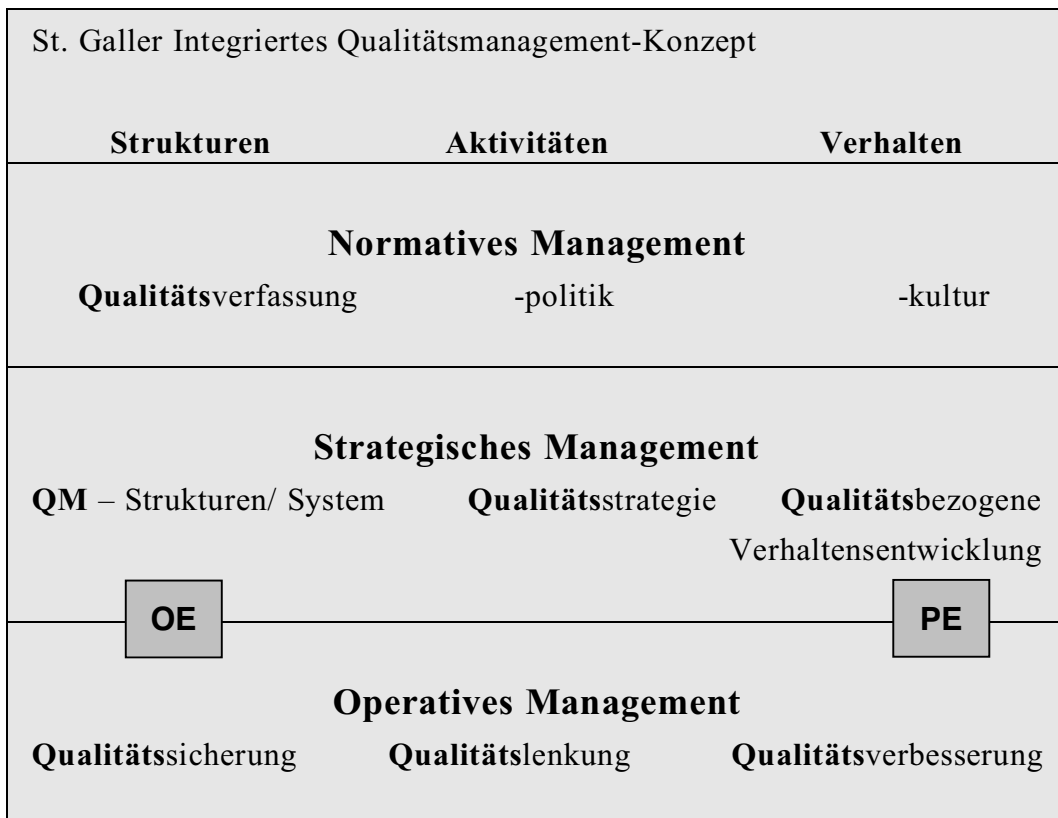 St. Galler Integriertes Qualitätsmanagement-Konzept
Strukturen Aktivitäten Verhalten
Normatives Management
Qualitätsverfassung -politik -kultur
Strategisches Management
QM – Strukturen/ System Qualitätsstrategie Qualitätsbezogene
Verhaltensentwicklung
OE PE
Operatives Management
Qualitätssicherung Qualitätslenkung Qualitätsverbesserung